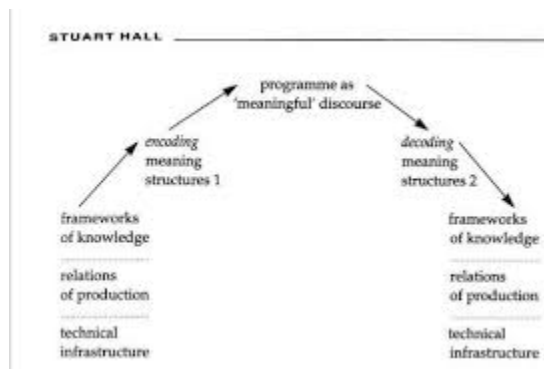 STUART HALL
programme as
'meaningful' discourse
encoding
meaning
structures 1
decoding
meaning
structures 2
frameworks
of knowledge
relations
of production
technical
infrastructure
frameworks
of knowledge
relations
of production
technical
infrastructure